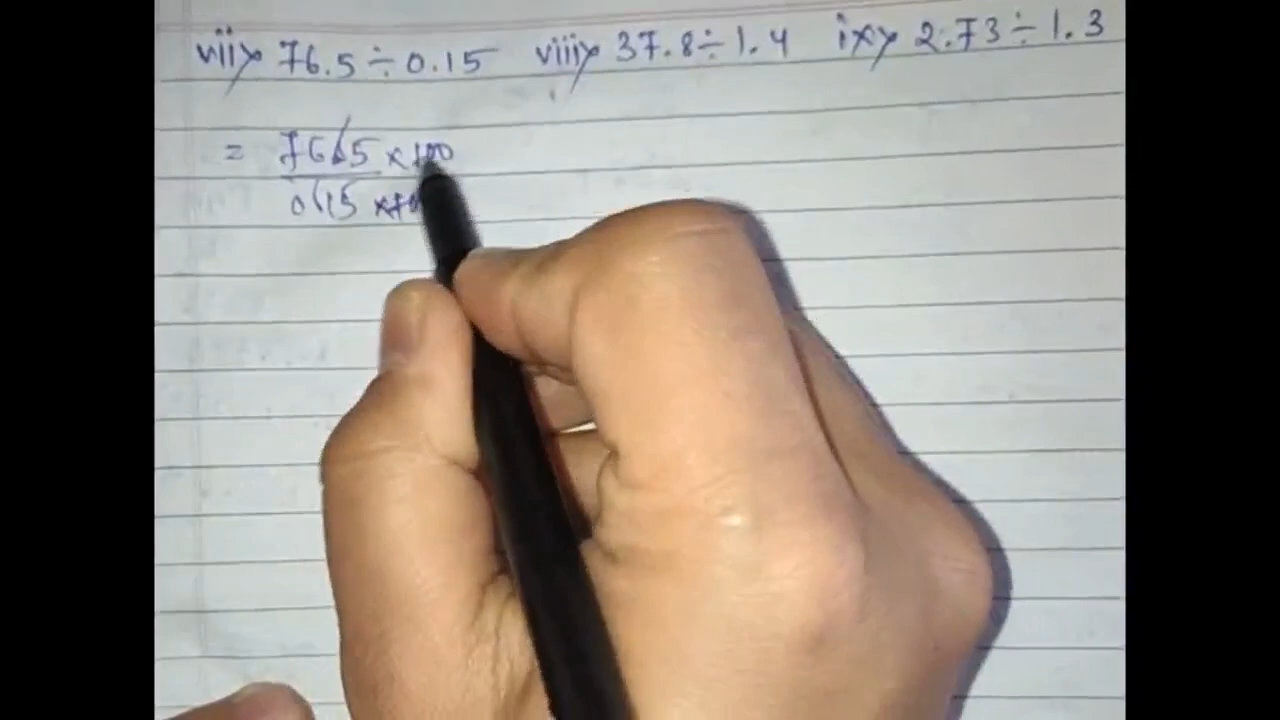 vii> 76.5 ÷ 0.15 viii> 37.8 ÷ 1.4 ix> 2.73 ÷ 1.3
= 76.5 × 100
0.15 × 10